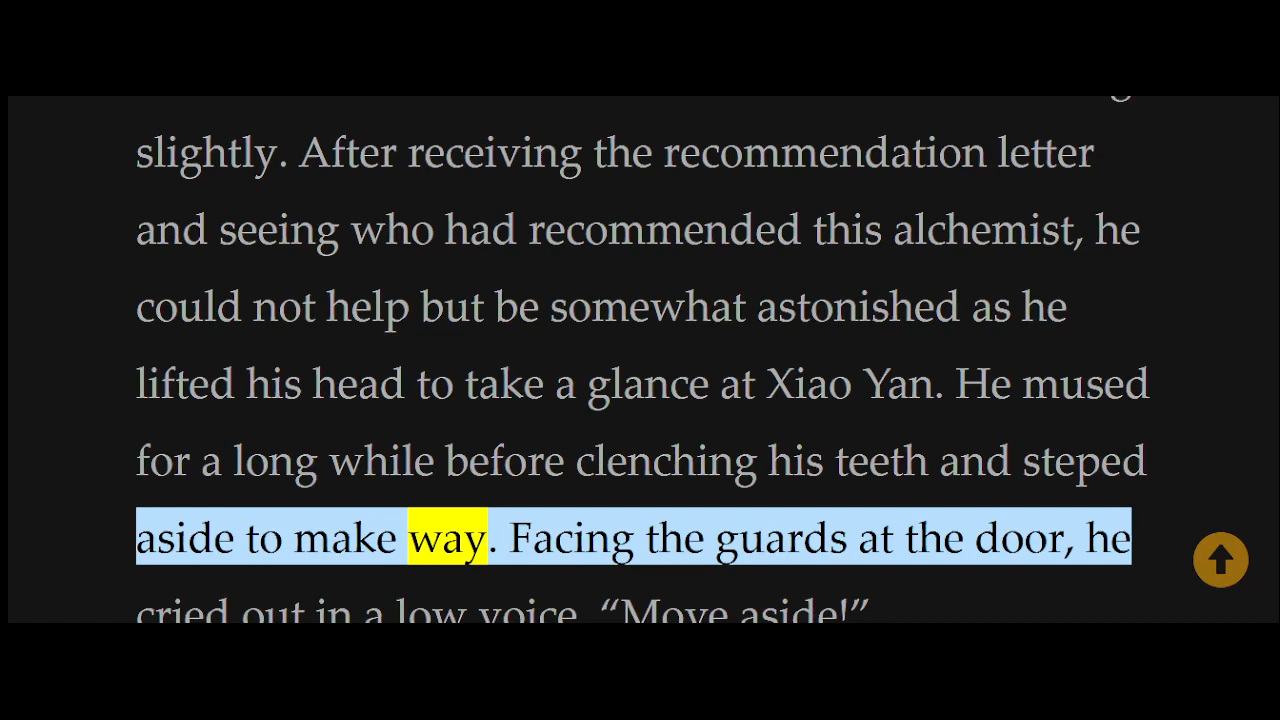 slightly. After receiving the recommendation letter
and seeing who had recommended this alchemist, he
could not help but be somewhat astonished as he
lifted his head to take a glance at Xiao Yan. He mused
for a long while before clenching his teeth and steped
aside to make way. Facing the guards at the door, he
cried out in a low voice, “Move aside!”